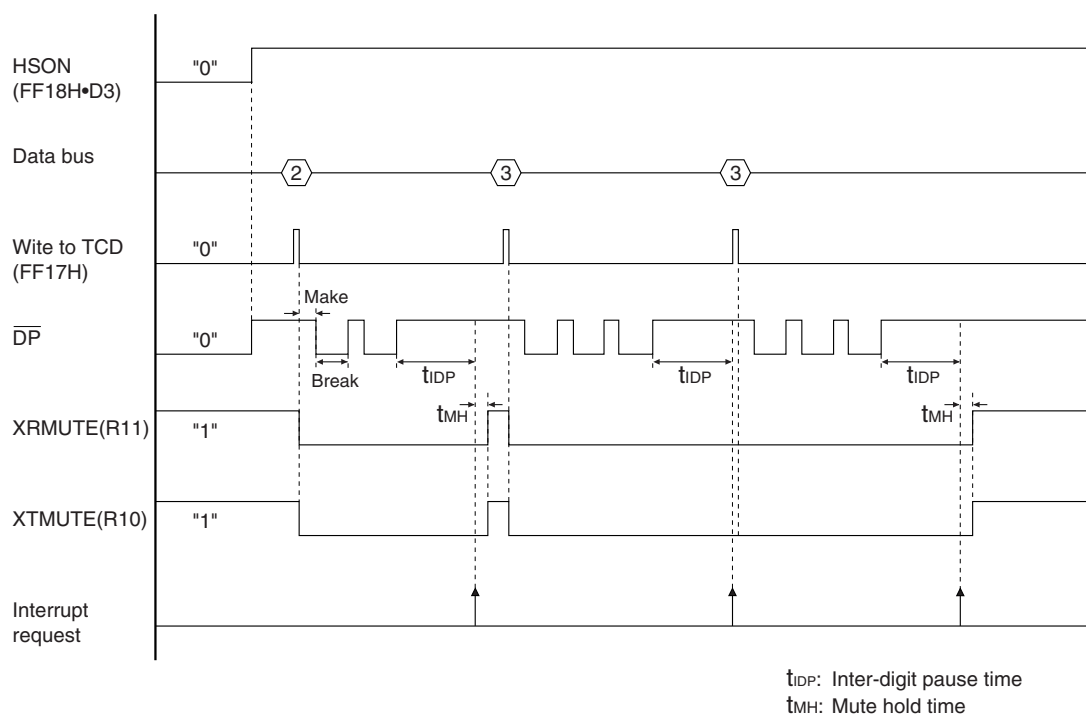 HSON
(FF18H•D3)
"0"
Data bus
2
3
3
Wite to TCD
(FF17H)
"0"
Make
DP
"0"
Break
tIDP
tIDP
tIDP
tMH
tMH
XRMUTE(R11)
"1"
XTMUTE(R10)
"1"
Interrupt
request
tIDP: Inter-digit pause time
tMH: Mute hold time